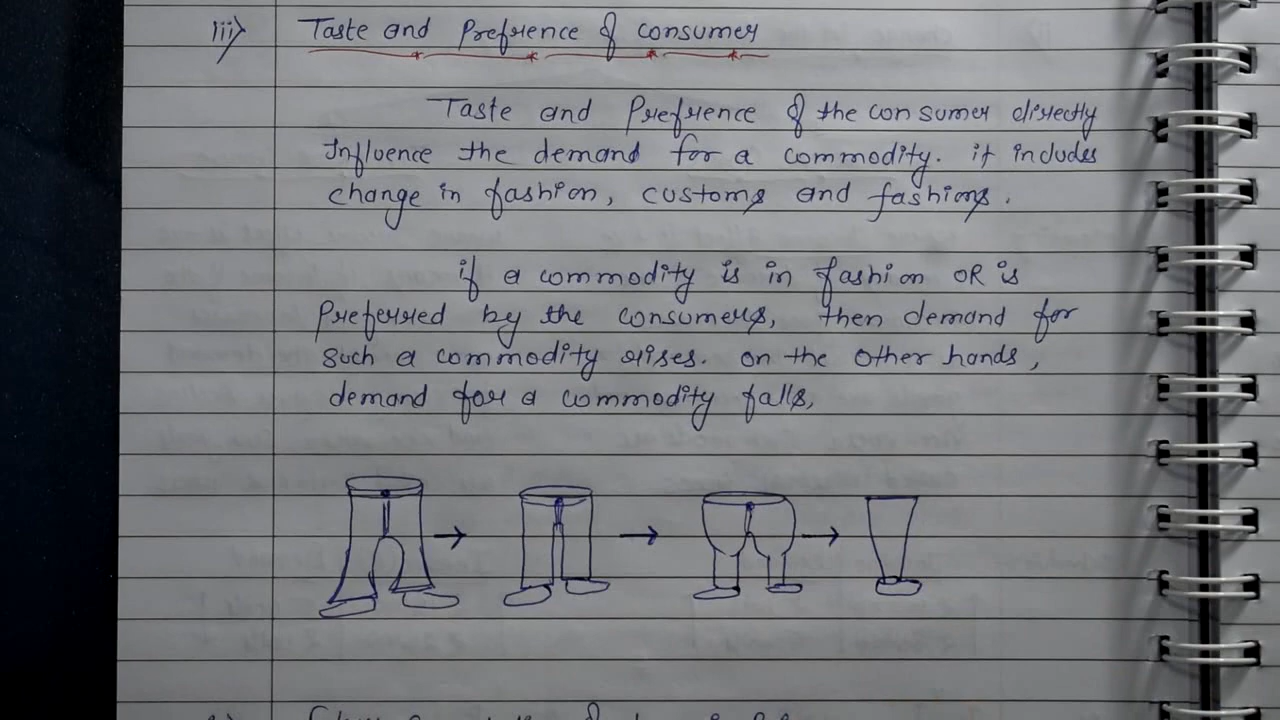 iii) Taste and Prefrence of consumer
Taste and Prefrence of the consumer directly
Influence the demand for a commodity. it includes
change in fashion, customs and fashions.
if a commodity is in fashion OR is
Preferred by the consumers, then demand for
such a commodity rises. on the other hands,
demand for a commodity falls,